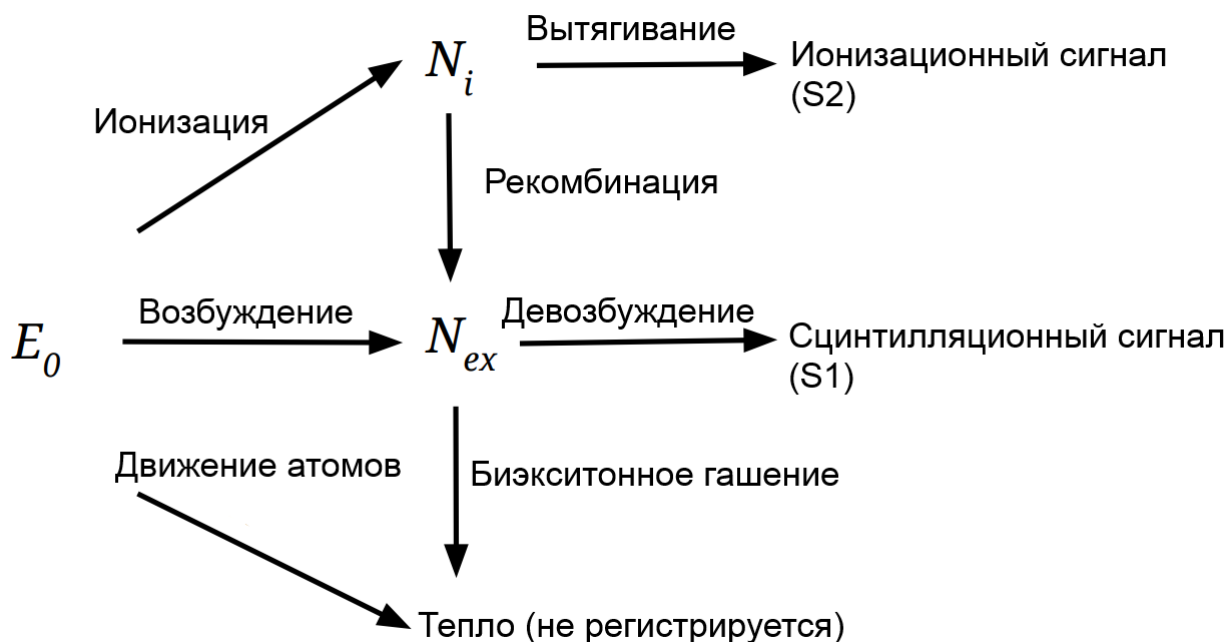 Вытягивание
N_i
Ионизационный сигнал
(S2)
Ионизация
Рекомбинация
Возбуждение
Девозбуждение
E_0
N_ex
Сцинтилляционный сигнал
(S1)
Движение атомов
Биэкситонное гашение
Тепло (не регистрируется)